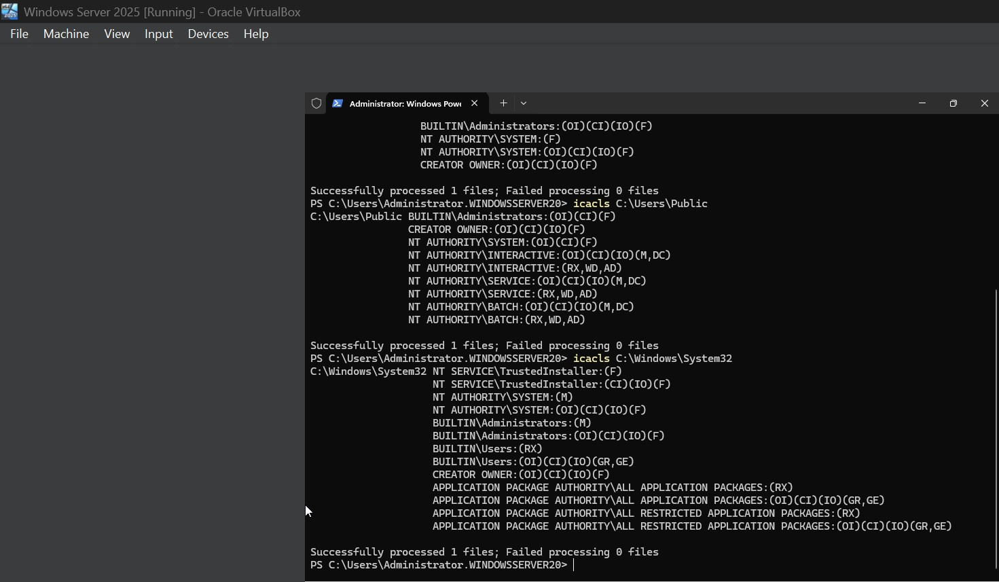 Windows Server 2025 [Running] - Oracle VirtualBox
File Machine View Input Devices Help
Administrator: Windows Powe
BUILTIN\Administrators:(OI)(CI)(IO)(F)
NT AUTHORITY\SYSTEM:(F)
NT AUTHORITY\SYSTEM:(OI)(CI)(IO)(F)
CREATOR OWNER:(OI)(CI)(IO)(F)
Successfully processed 1 files; Failed processing 0 files
PS C:\Users\Administrator.WINDOWSSERVER20> icacls C:\Users\Public
C:\Users\Public BUILTIN\Administrators:(OI)(CI)(F)
CREATOR OWNER:(OI)(CI)(IO)(F)
NT AUTHORITY\SYSTEM:(OI)(CI)(F)
NT AUTHORITY\INTERACTIVE:(OI)(CI)(IO)(M,DC)
NT AUTHORITY\INTERACTIVE:(RX,WD,AD)
NT AUTHORITY\SERVICE:(OI)(CI)(IO)(M,DC)
NT AUTHORITY\SERVICE:(RX,WD,AD)
NT AUTHORITY\BATCH:(OI)(CI)(IO)(M,DC)
NT AUTHORITY\BATCH:(RX,WD,AD)
Successfully processed 1 files; Failed processing 0 files
PS C:\Users\Administrator.WINDOWSSERVER20> icacls C:\Windows\System32
C:\Windows\System32 NT SERVICE\TrustedInstaller:(F)
NT SERVICE\TrustedInstaller:(CI)(IO)(F)
NT AUTHORITY\SYSTEM:(M)
NT AUTHORITY\SYSTEM:(OI)(CI)(IO)(F)
BUILTIN\Administrators:(M)
BUILTIN\Administrators:(OI)(CI)(IO)(F)
BUILTIN\Users:(RX)
BUILTIN\Users:(OI)(CI)(IO)(GR,GE)
CREATOR OWNER:(OI)(CI)(IO)(F)
APPLICATION PACKAGE AUTHORITY\ALL APPLICATION PACKAGES:(RX)
APPLICATION PACKAGE AUTHORITY\ALL APPLICATION PACKAGES:(OI)(CI)(IO)(GR,GE)
APPLICATION PACKAGE AUTHORITY\ALL RESTRICTED APPLICATION PACKAGES:(RX)
APPLICATION PACKAGE AUTHORITY\ALL RESTRICTED APPLICATION PACKAGES:(OI)(CI)(IO)(GR,GE)
Successfully processed 1 files; Failed processing 0 files
PS C:\Users\Administrator.WINDOWSSERVER20>